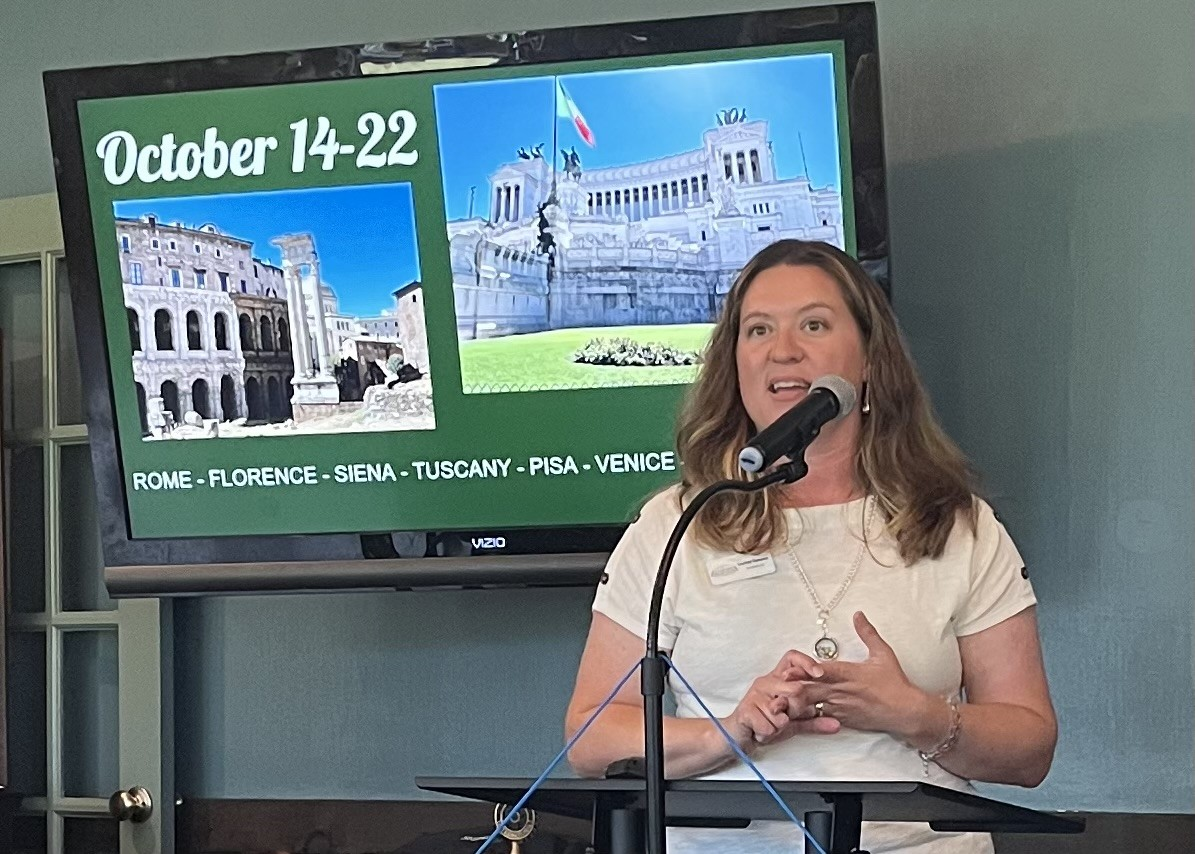 October 14-22
ROME - FLORENCE - SIENA - TUSCANY - PISA - VENICE -
VIZIO